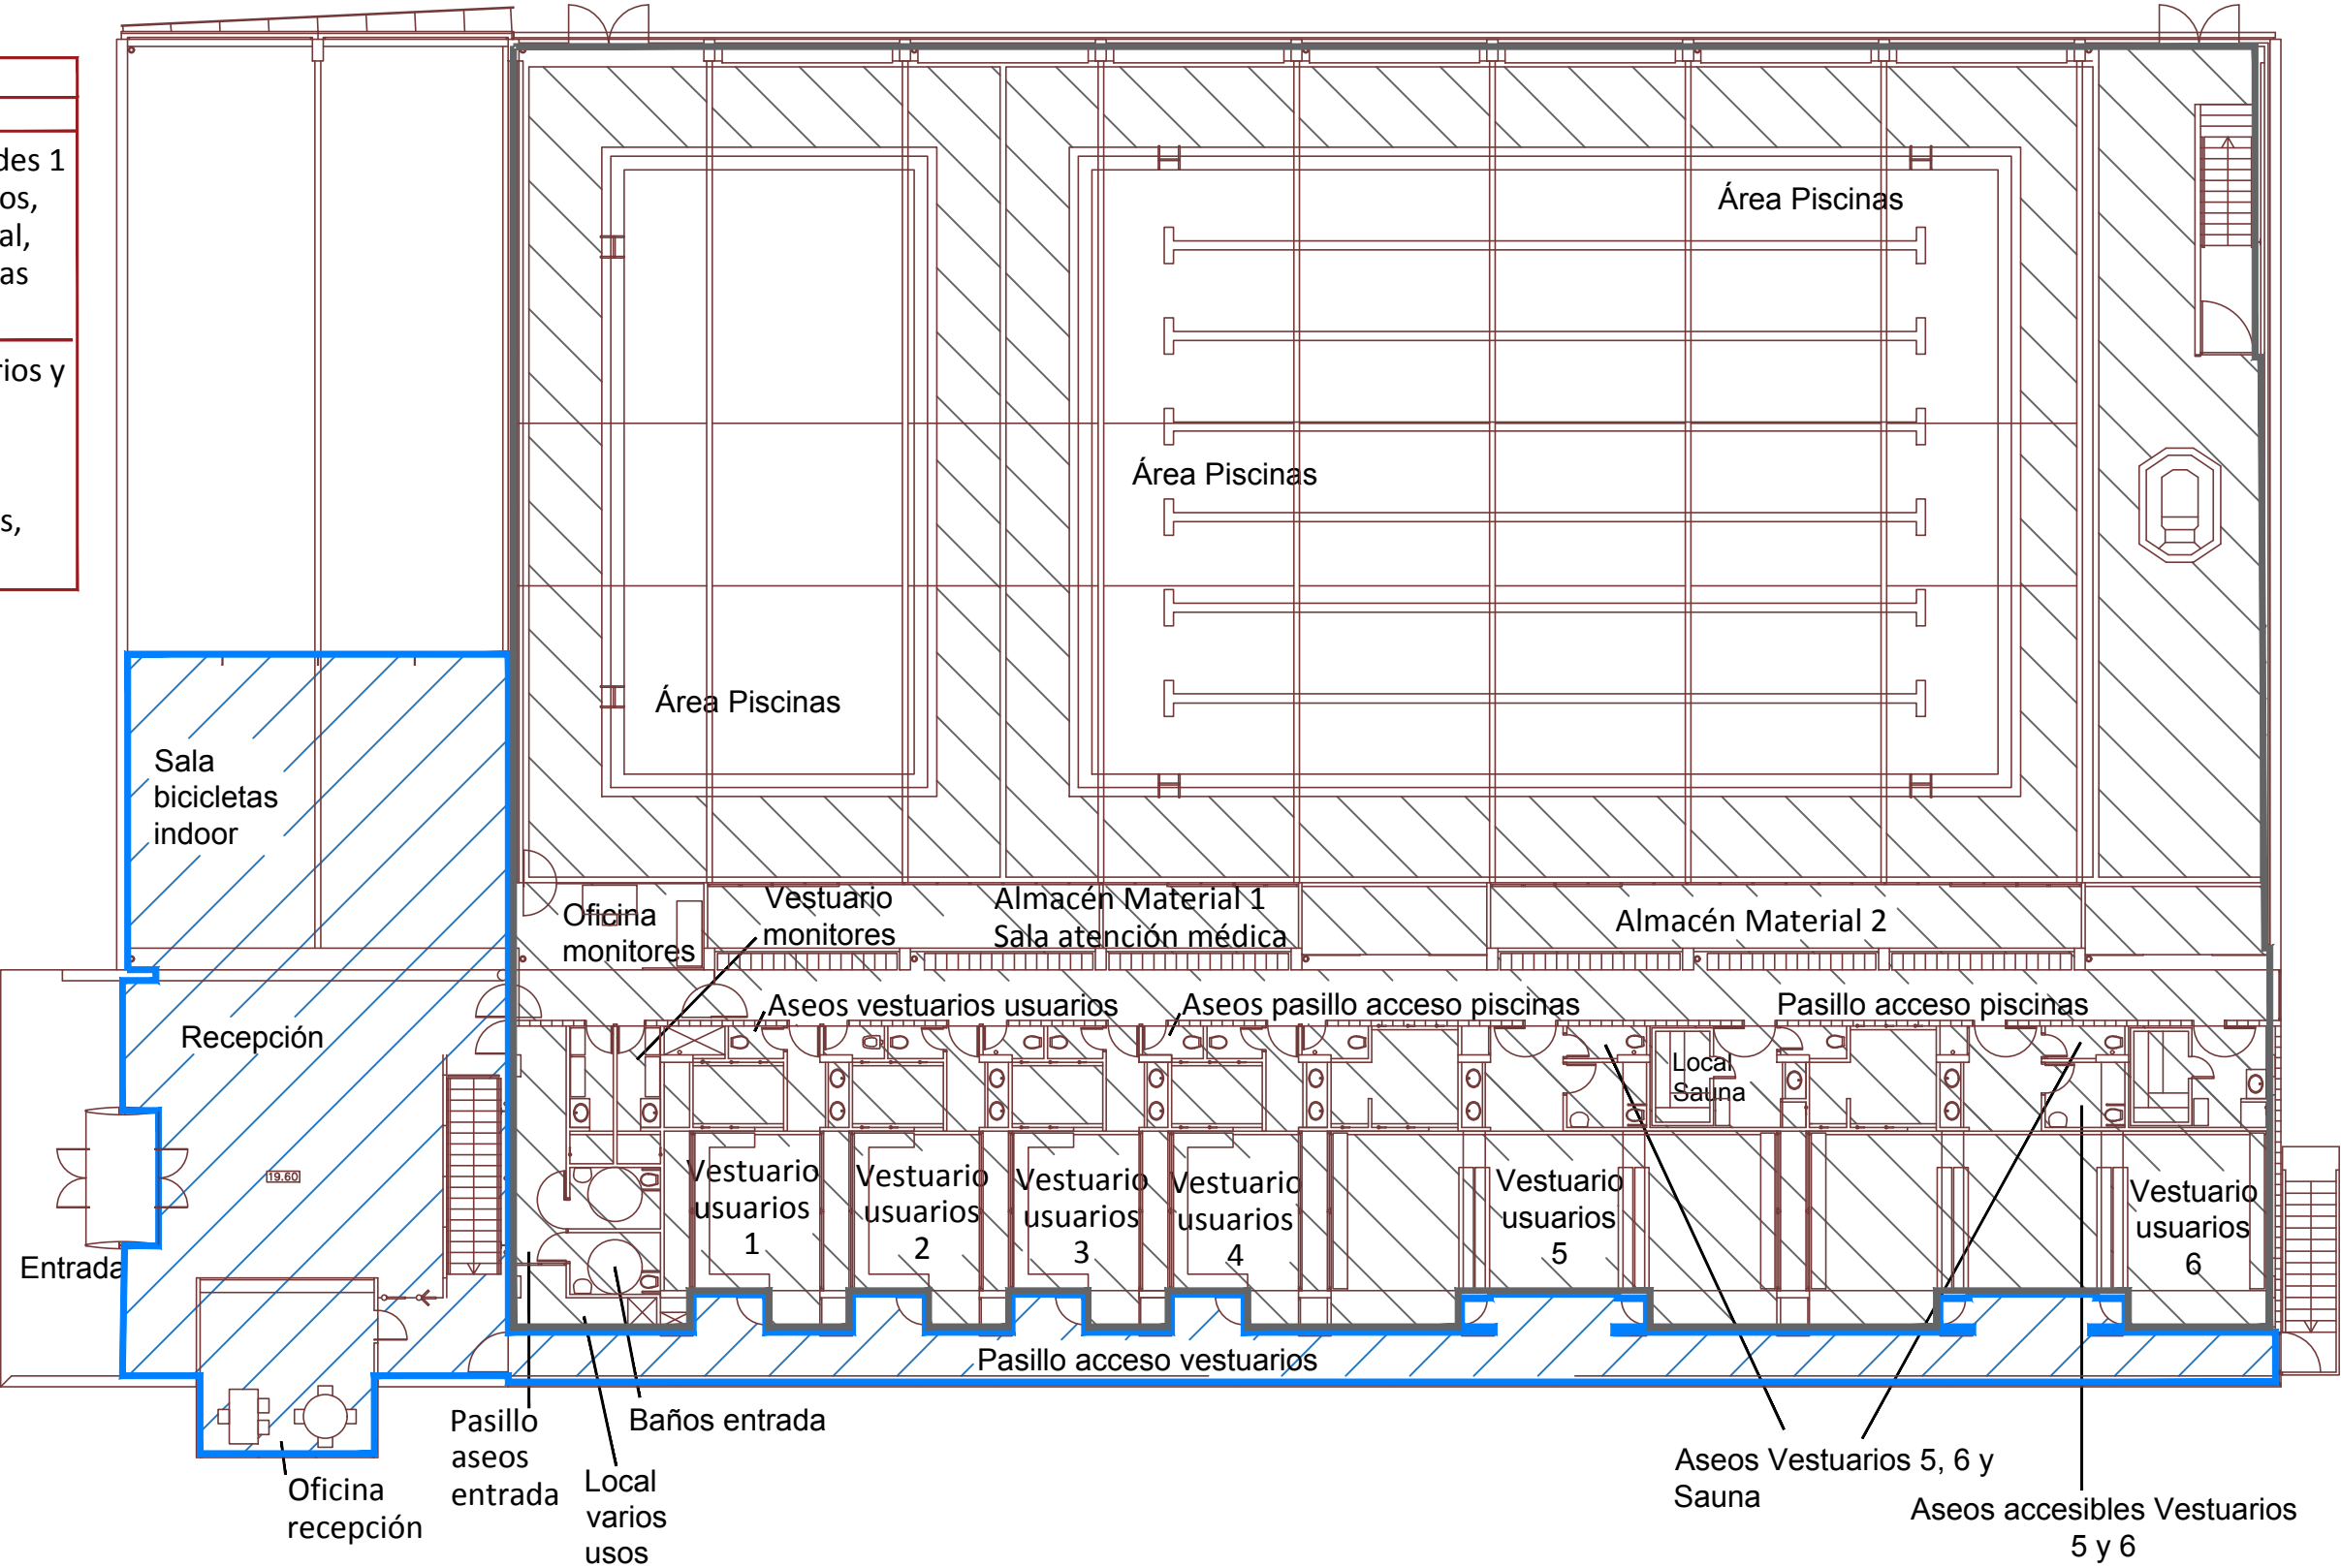 des 1
os,
al,
as
rios y
s,
Área Piscinas
Área Piscinas
Área Piscinas
Sala
bicicletas
indoor
Oficina
monitores
Vestuario
monitores
Almacén Material 1
Sala atención médica
Almacén Material 2
Recepción
Aseos vestuarios usuarios
Aseos pasillo acceso piscinas
Pasillo acceso piscinas
Local
Sauna
19.60
Entrada
Vestuario
usuarios
1
Vestuario
usuarios
2
Vestuario
usuarios
3
Vestuario
usuarios
4
Vestuario
usuarios
5
Vestuario
usuarios
6
Pasillo acceso vestuarios
Pasillo
aseos
entrada
Baños entrada
Local
varios
usos
Oficina
recepción
Aseos Vestuarios 5, 6 y
Sauna
Aseos accesibles Vestuarios
5 y 6